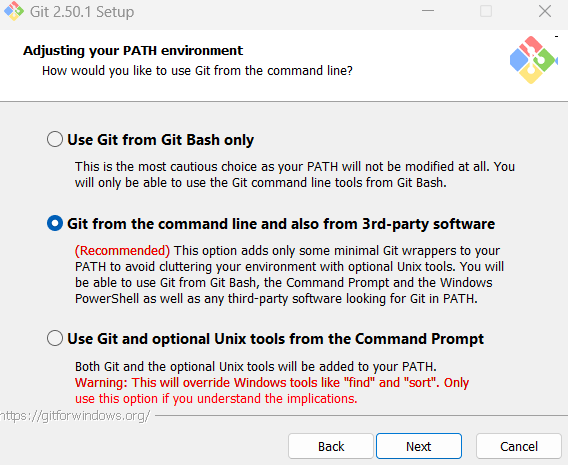 Git 2.50.1 Setup
Adjusting your PATH environment
How would you like to use Git from the command line?
Use Git from Git Bash only
This is the most cautious choice as your PATH will not be modified at all. You
will only be able to use the Git command line tools from Git Bash.
Git from the command line and also from 3rd-party software
(Recommended) This option adds only some minimal Git wrappers to your
PATH to avoid cluttering your environment with optional Unix tools. You will
be able to use Git from Git Bash, the Command Prompt and the Windows
PowerShell as well as any third-party software looking for Git in PATH.
Use Git and optional Unix tools from the Command Prompt
Both Git and the optional Unix tools will be added to your PATH.
Warning: This will override Windows tools like "find" and "sort". Only
use this option if you understand the implications.
https://gitforwindows.org/
Back
Next
Cancel